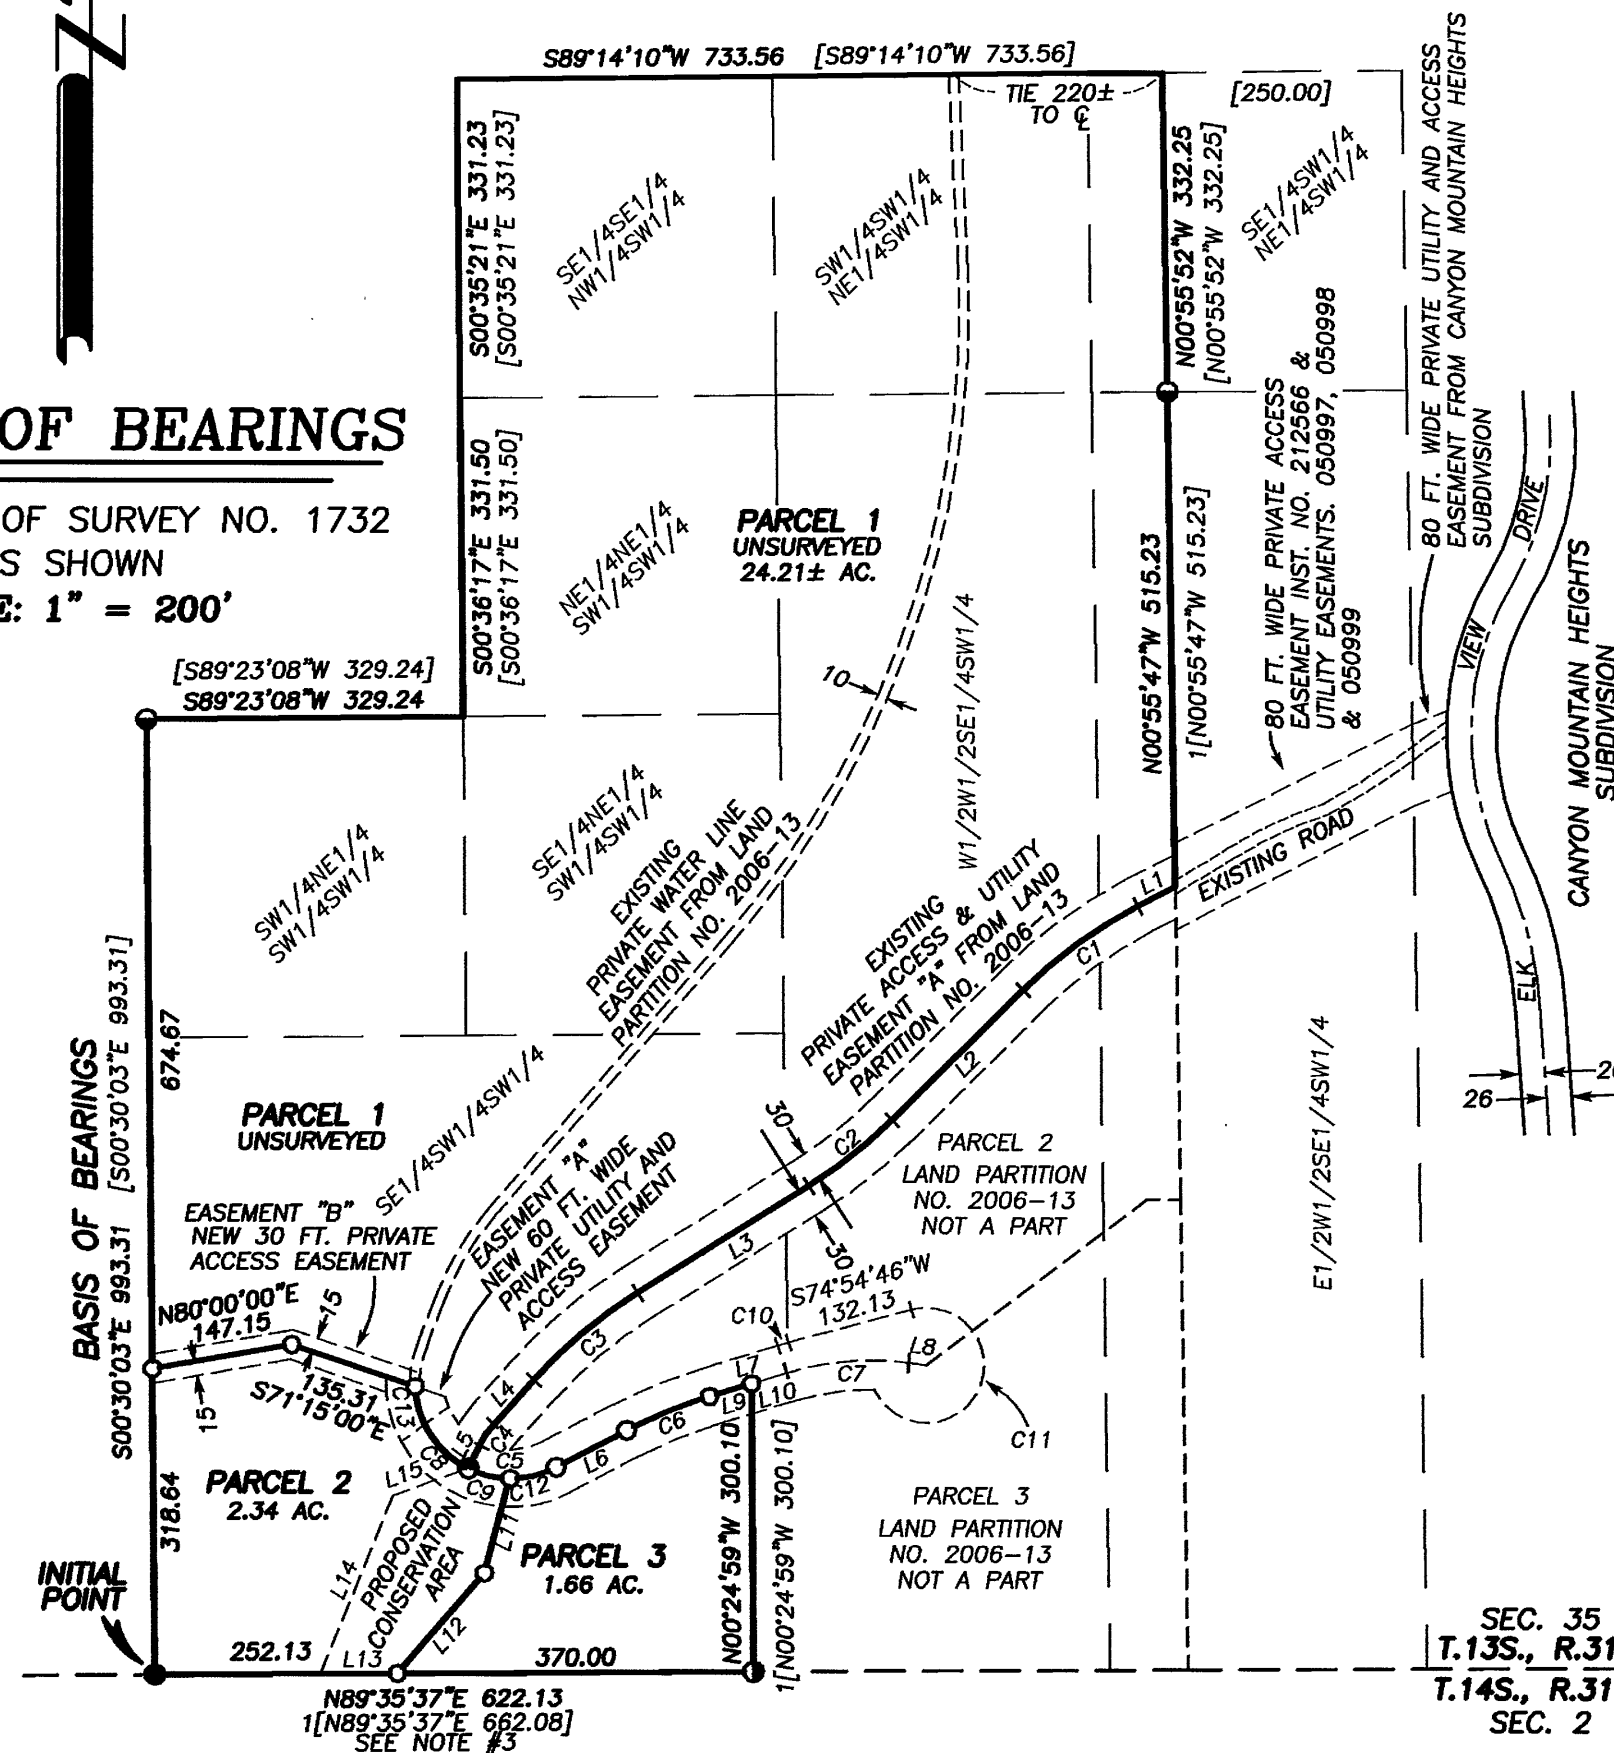 S89°14'10"W 733.56 [S89°14'10"W 733.56]
TIE 220±
TO ℄
[250.00]
S00°35'21"E 331.23
[S00°35'21"E 331.23]
SE1/4SE1/4
NW1/4SW1/4
SW1/4SW1/4
NE1/4SW1/4
N00°55'52"W 332.25
[N00°55'52"W 332.25]
SE1/4SW1/4
NE1/4SW1/4
80 FT. WIDE PRIVATE UTILITY AND ACCESS
EASEMENT FROM CANYON MOUNTAIN HEIGHTS
SUBDIVISION
OF BEARINGS
OF SURVEY NO. 1732
S SHOWN
E: 1" = 200'
S00°36'17"E 331.50
[S00°36'17"E 331.50]
NE1/4NE1/4
SW1/4SW1/4
PARCEL 1
UNSURVEYED
24.21± AC.
N00°55'47"W 515.23
1[N00°55'47"W 515.23]
80 FT. WIDE PRIVATE ACCESS
EASEMENT INST. NO. 212566 &
UTILITY EASEMENTS. 050997, 050998
& 050999
ELK VIEW DRIVE
CANYON MOUNTAIN HEIGHTS
SUBDIVISION
[S89°23'08"W 329.24]
S89°23'08"W 329.24
10
W1/2W1/2SE1/4SW1/4
SW1/4NE1/4
SW1/4SW1/4
SE1/4NE1/4
SW1/4SW1/4
EXISTING
PRIVATE WATER LINE
EASEMENT FROM LAND
PARTITION NO. 2006-13
EXISTING
PRIVATE ACCESS & UTILITY
EASEMENT "A" FROM LAND
PARTITION NO. 2006-13
L1
EXISTING ROAD
C1
L2
C2
30
30
L3
C3
L4
BASIS OF BEARINGS
S00°30'03"E 993.31 [S00°30'03"E 993.31]
674.67
PARCEL 1
UNSURVEYED
SE1/4SW1/4SW1/4
EASEMENT "A"
NEW 60 FT. WIDE
PRIVATE UTILITY AND
ACCESS EASEMENT
EASEMENT "B"
NEW 30 FT. PRIVATE
ACCESS EASEMENT
PARCEL 2
LAND PARTITION
NO. 2006-13
NOT A PART
E1/2W1/2SE1/4SW1/4
26
26
N80°00'00"E
147.15
15
15
135.31
S71°15'00"E
S74°54'46"W
132.13
C10
L7
L8
C7
C11
L9
L10
C6
L6
C13
C8
L5
C4
C5
C9
C12
L15
L11
L14
L12
L13
PARCEL 2
2.34 AC.
318.64
PROPOSED
CONSERVATION
AREA
PARCEL 3
1.66 AC.
N00°24'59"W 300.10
1[N00°24'59"W 300.10]
PARCEL 3
LAND PARTITION
NO. 2006-13
NOT A PART
INITIAL
POINT
252.13
370.00
N89°35'37"E 622.13
1[N89°35'37"E 662.08]
SEE NOTE #3
SEC. 35
T.13S., R.31
T.14S., R.31
SEC. 2